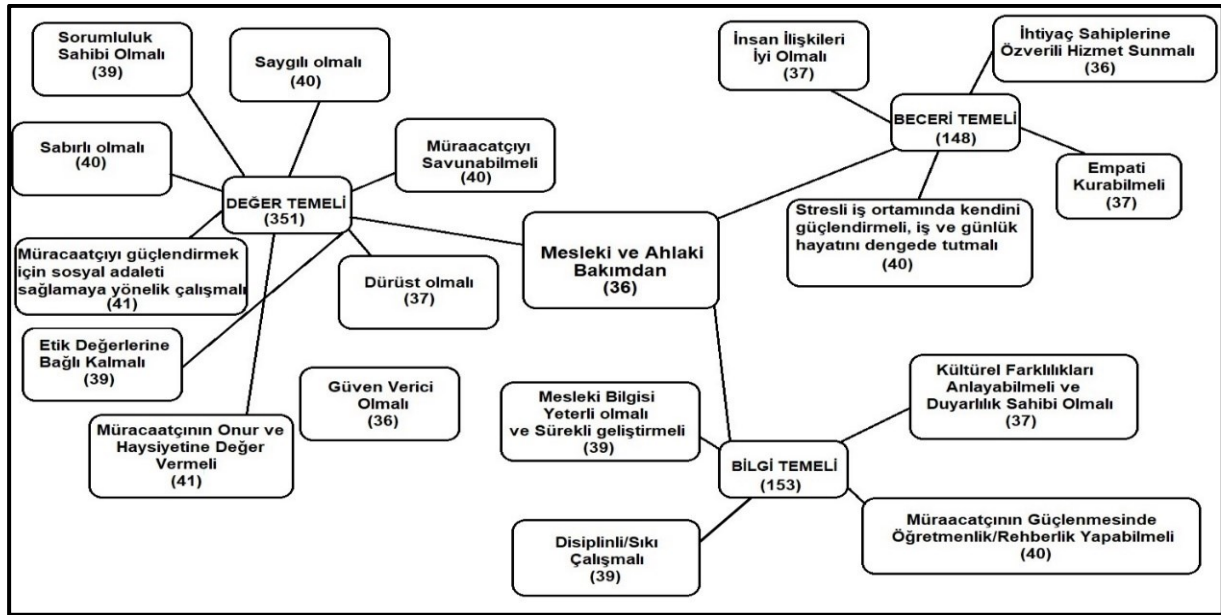 Sorumluluk
Sahibi Olmalı
(39)
Saygılı olmalı
(40)
Sabırlı olmalı
(40)
Müraacatçıyı
Savunabilmeli
(40)
DEĞER TEMELİ
(351)
Müracaatçıyı güçlendirmek
için sosyal adaleti
sağlamaya yönelik çalışmalı
(41)
Dürüst olmalı
(37)
Etik Değerlerine
Bağlı Kalmalı
(39)
Güven Verici
Olmalı
(36)
Müracaatçının Onur ve
Haysiyetine Değer
Vermeli
(41)
Mesleki ve Ahlaki
Bakımdan
(36)
İnsan İlişkileri
İyi Olmalı
(37)
İhtiyaç Sahiplerine
Özverili Hizmet Sunmalı
(36)
BECERİ TEMELİ
(148)
Empati
Kurabilmeli
(37)
Stresli iş ortamında kendini
güçlendirmeli, iş ve günlük
hayatını dengede tutmalı
(40)
Mesleki Bilgisi
Yeterli olmalı
ve Sürekli geliştirmeli
(39)
Kültürel Farklılıkları
Anlayabilmeli ve
Duyarlılık Sahibi Olmalı
(37)
BİLGİ TEMELİ
(153)
Disiplinli/Sıkı
Çalışmalı
(39)
Müraacatçının Güçlenmesinde
Öğretmenlik/Rehberlik Yapabilmeli
(40)